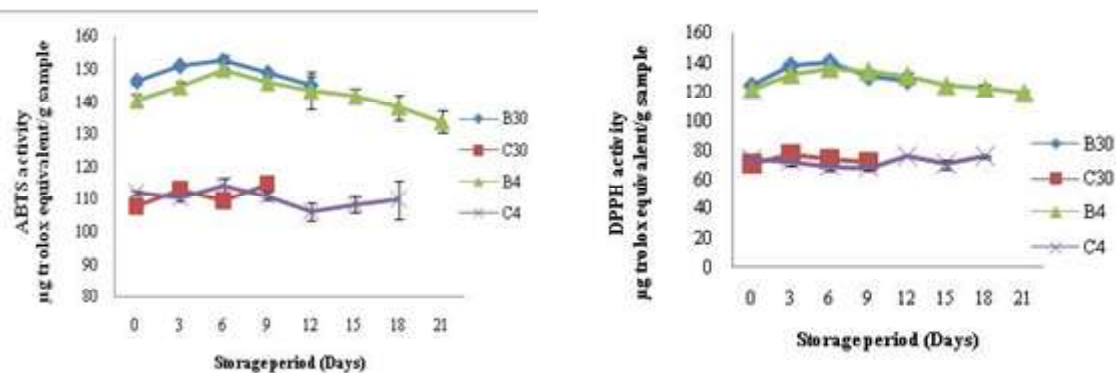 ABTS activity
µg trolox equivalent/g sample
160
150
140
130
120
110
100
90
80
0 3 6 9 12 15 18 21
Storage period (Days)
B30
C30
B4
C4
DPPH activity
µg trolox equivalent/g sample
160
140
120
100
80
60
40
20
0
0 3 6 9 12 15 18 21
Storage period (Days)
B30
C30
B4
C4